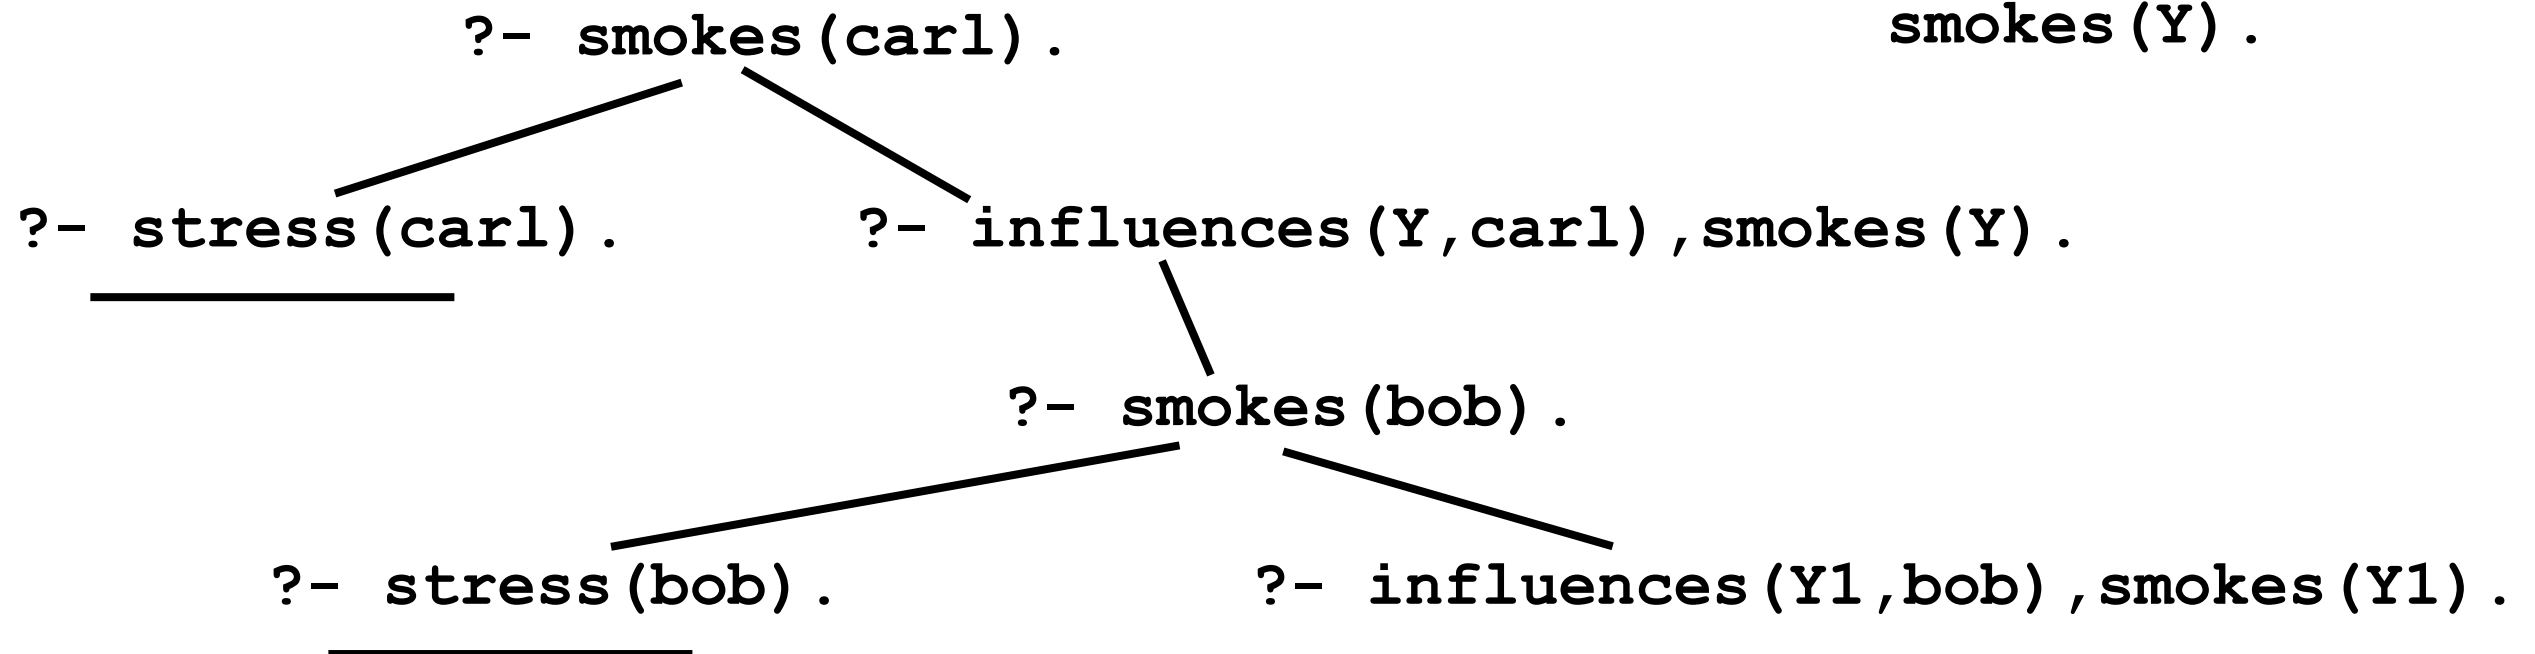 ?- smokes(carl).
smokes(Y).
?- stress(carl).
?- influences(Y,carl),smokes(Y).
?- smokes(bob).
?- stress(bob).
?- influences(Y1,bob),smokes(Y1).